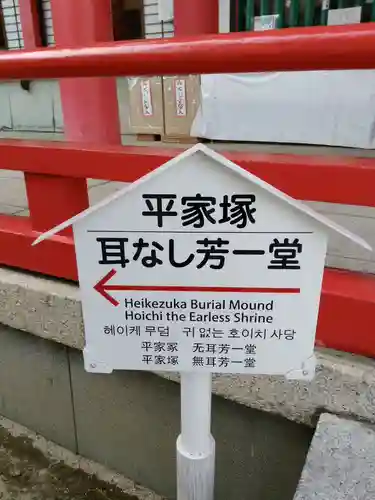 平家塚
耳なし芳一堂
Heikezuka Burial Mound
Hoichi the Earless Shrine
헤이케 무덤 귀 없는 호이치 사당
平家冢 无耳芳一堂
平家塚 無耳芳一堂